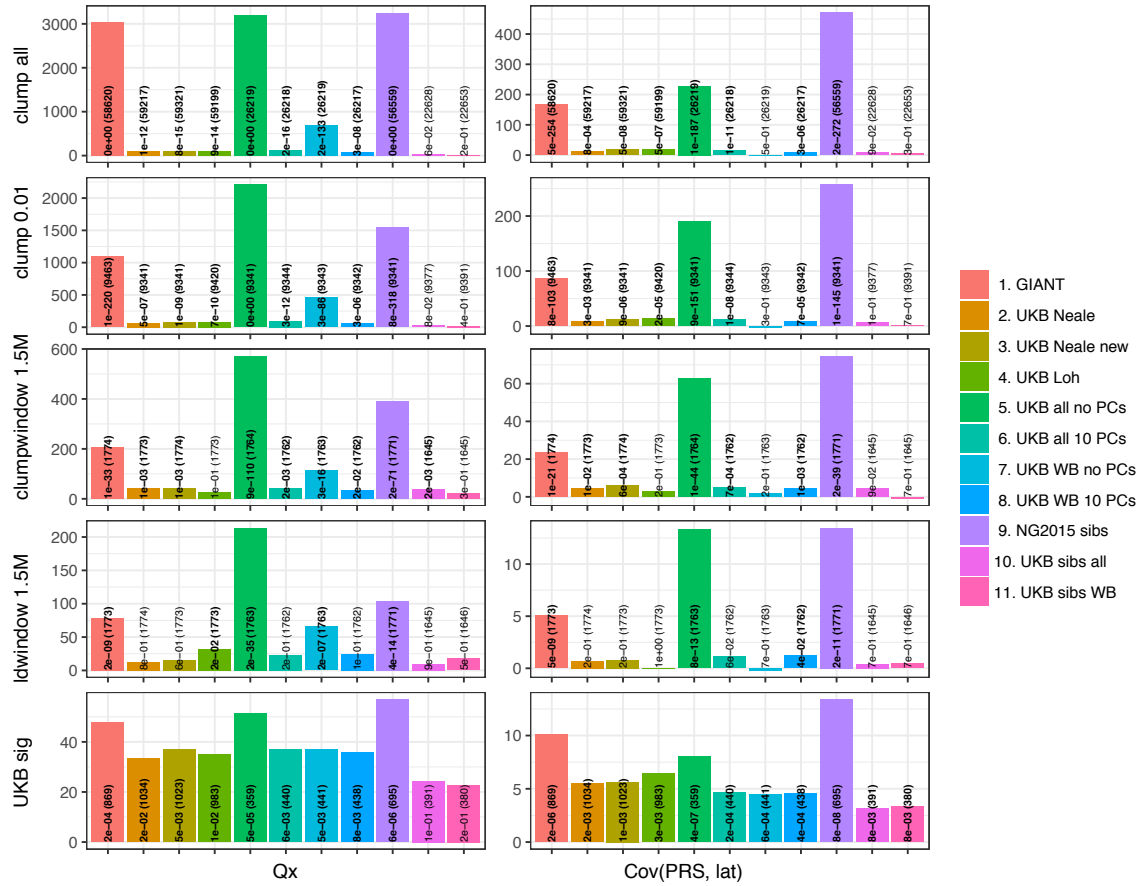 clump all
3000
2000
1000
0
0e+00 (58620)
1e−12 (59217)
8e−15 (59321)
9e−14 (59199)
0e+00 (26219)
2e−16 (26218)
2e−133 (26219)
3e−08 (26217)
0e+00 (56559)
6e−02 (22628)
2e−01 (22653)
400
300
200
100
0
5e−254 (58620)
8e−04 (59217)
5e−08 (59321)
5e−07 (59199)
1e−187 (26219)
1e−11 (26218)
5e−01 (26219)
3e−06 (26217)
2e−272 (56559)
9e−02 (22628)
3e−01 (22653)
clump 0.01
2000
1500
1000
500
0
1e−220 (9463)
5e−07 (9341)
1e−09 (9341)
7e−10 (9420)
0e+00 (9341)
3e−12 (9344)
3e−86 (9343)
3e−06 (9342)
8e−318 (9341)
8e−02 (9377)
4e−01 (9391)
200
100
0
8e−103 (9463)
3e−03 (9341)
9e−06 (9341)
2e−05 (9420)
9e−151 (9341)
1e−08 (9344)
3e−01 (9343)
7e−05 (9342)
1e−145 (9341)
1e−01 (9377)
7e−01 (9391)
clumpwindow 1.5M
600
400
200
0
1e−33 (1774)
1e−03 (1773)
1e−03 (1774)
1e−01 (1773)
9e−110 (1764)
2e−03 (1762)
3e−16 (1763)
2e−02 (1762)
2e−71 (1771)
2e−03 (1645)
3e−01 (1645)
60
40
20
0
1e−21 (1774)
1e−02 (1773)
6e−04 (1774)
2e−01 (1773)
1e−44 (1764)
7e−04 (1762)
2e−01 (1763)
1e−03 (1762)
2e−39 (1771)
9e−02 (1645)
7e−01 (1645)
ldwindow 1.5M
200
150
100
50
0
2e−09 (1773)
8e−01 (1774)
6e−01 (1773)
2e−02 (1773)
2e−35 (1763)
2e−01 (1762)
2e−07 (1763)
1e−01 (1762)
4e−14 (1771)
9e−01 (1645)
5e−01 (1646)
10
5
0
5e−09 (1773)
2e−01 (1774)
2e−01 (1773)
1e+00 (1773)
8e−13 (1763)
6e−02 (1762)
7e−01 (1763)
4e−02 (1762)
2e−11 (1771)
7e−01 (1645)
7e−01 (1646)
UKB sig
40
20
0
2e−04 (869)
2e−02 (1034)
5e−03 (1023)
1e−02 (983)
5e−05 (359)
6e−03 (440)
3e−03 (441)
8e−03 (438)
6e−06 (695)
1e−01 (391)
2e−01 (380)
10
5
0
2e−06 (869)
2e−03 (1034)
1e−03 (1023)
3e−03 (983)
4e−07 (359)
2e−04 (440)
6e−04 (441)
4e−04 (438)
8e−08 (695)
8e−03 (391)
8e−03 (380)
Qx
Cov(PRS, lat)
1. GIANT
2. UKB Neale
3. UKB Neale new
4. UKB Loh
5. UKB all no PCs
6. UKB all 10 PCs
7. UKB WB no PCs
8. UKB WB 10 PCs
9. NG2015 sibs
10. UKB sibs all
11. UKB sibs WB